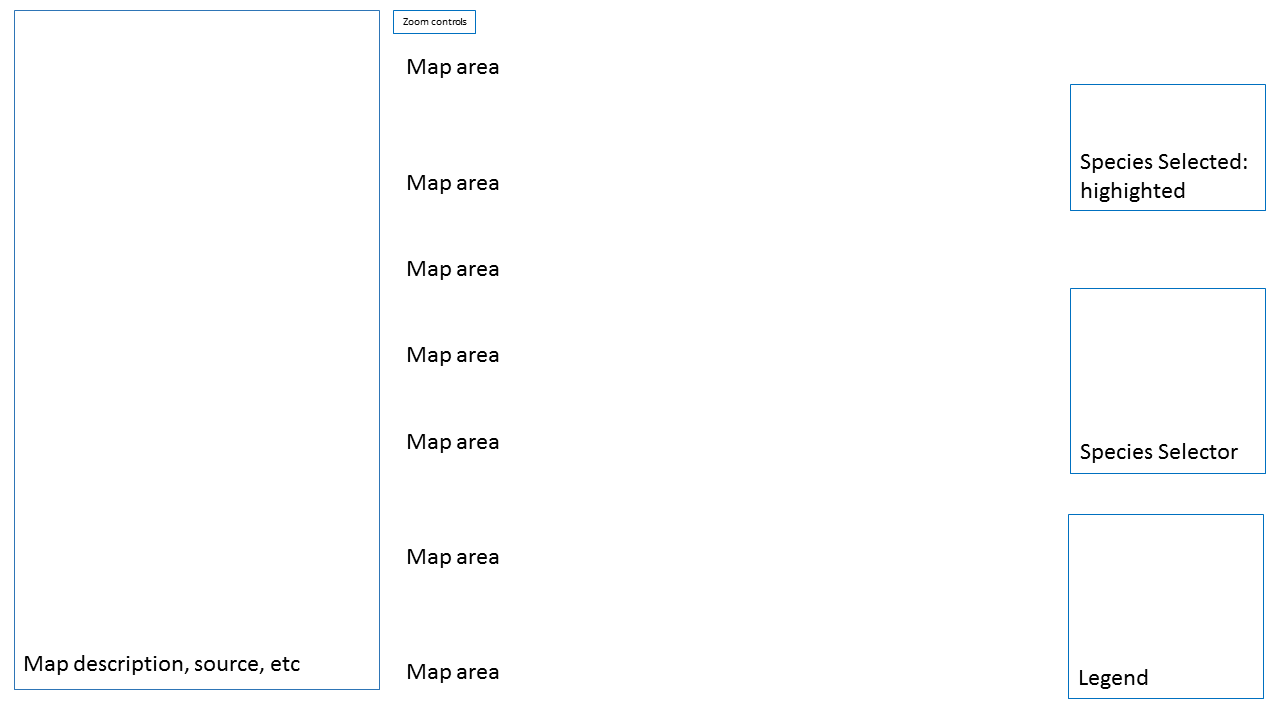 Zoom controls
Map area
Map area
Map area
Map area
Map area
Map area
Map area
Map description, source, etc
Species Selected:
highighted
Species Selector
Legend